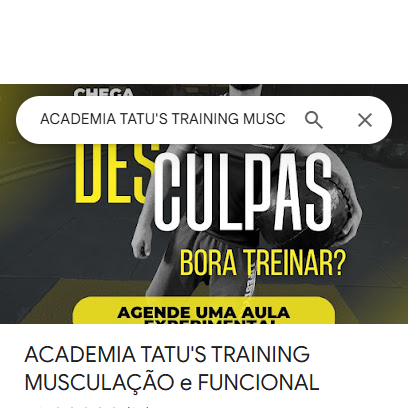 CHEGA
ACADEMIA TATU'S TRAINING MUSC
DES
CULPAS
BORA TREINAR?
AGENDE UMA AULA
EXPERIMENTAL
ACADEMIA TATU'S TRAINING
MUSCULAÇÃO e FUNCIONAL